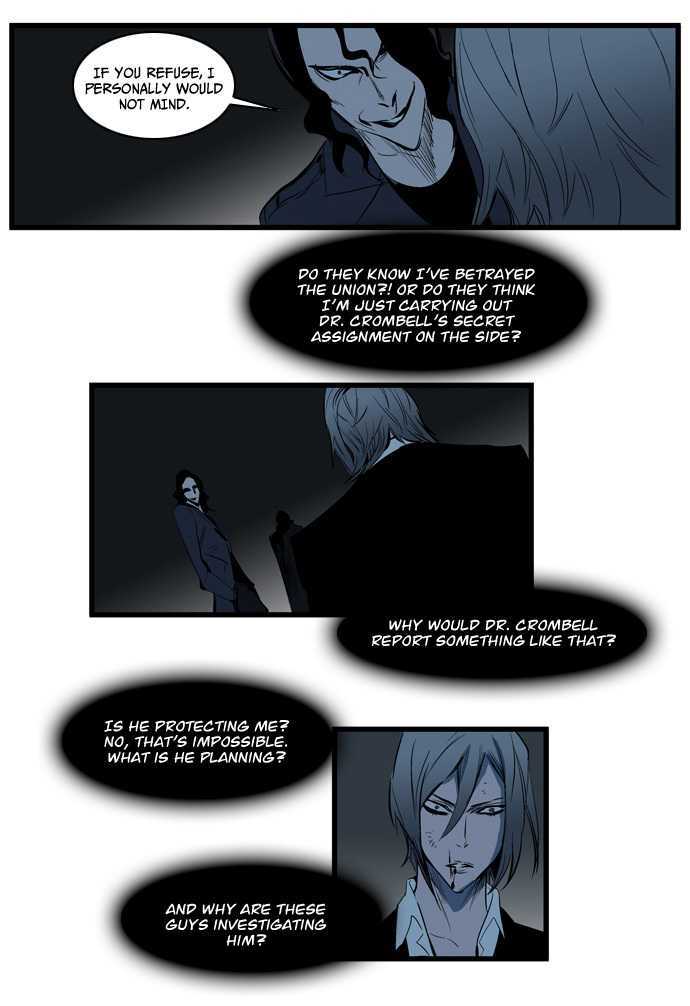 IF YOU REFUSE, I
PERSONALLY WOULD
NOT MIND.
DO THEY KNOW I'VE BETRAYED
THE UNION?! OR DO THEY THINK
I'M JUST CARRYING OUT
DR. CROMBELL'S SECRET
ASSIGNMENT ON THE SIDE?
WHY WOULD DR. CROMBELL
REPORT SOMETHING LIKE THAT?
IS HE PROTECTING ME?
NO, THAT'S IMPOSSIBLE.
WHAT IS HE PLANNING?
AND WHY ARE THESE
GUYS INVESTIGATING
HIM?